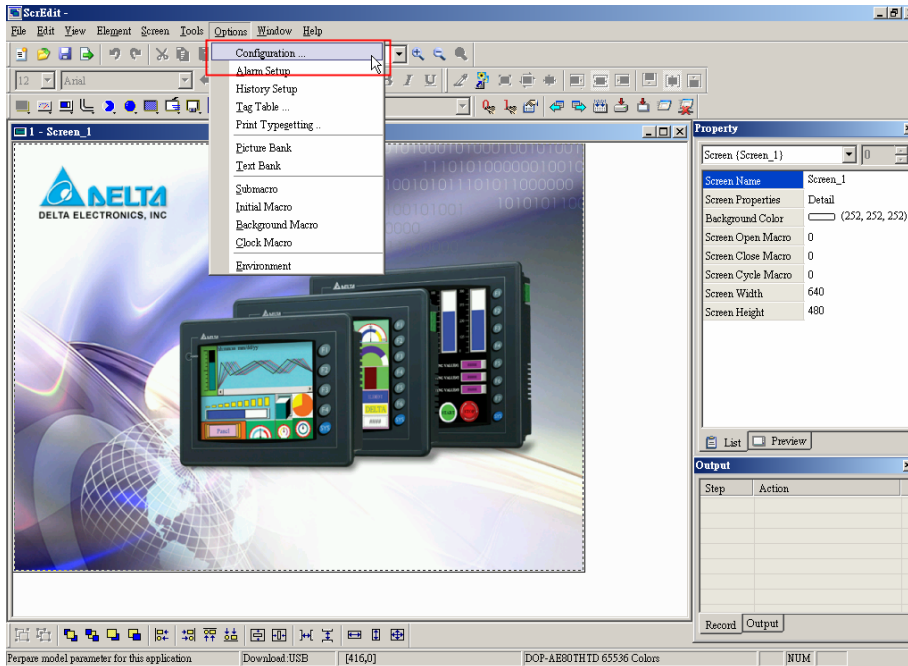 ScrEdit -
File Edit View Element Screen Tools Options Window Help
Configuration ...
Alarm Setup
History Setup
Tag Table ...
Print Typegetting ..
Picture Bank
Text Bank
Submacro
Initial Macro
Background Macro
Clock Macro
Environment
12 Arial
B I U
1 - Screen_1
DELTA
DELTA ELECTRONICS, INC
Property
Screen {Screen_1} 0
Screen Name Screen_1
Screen Properties Detail
Background Color (252, 252, 252)
Screen Open Macro 0
Screen Close Macro 0
Screen Cycle Macro 0
Screen Width 640
Screen Height 480
List Preview
Output
Step Action
Record Output
Perpare model parameter for this application Download:USB [416,0] DOP-AE80THTD 65536 Colors NUM